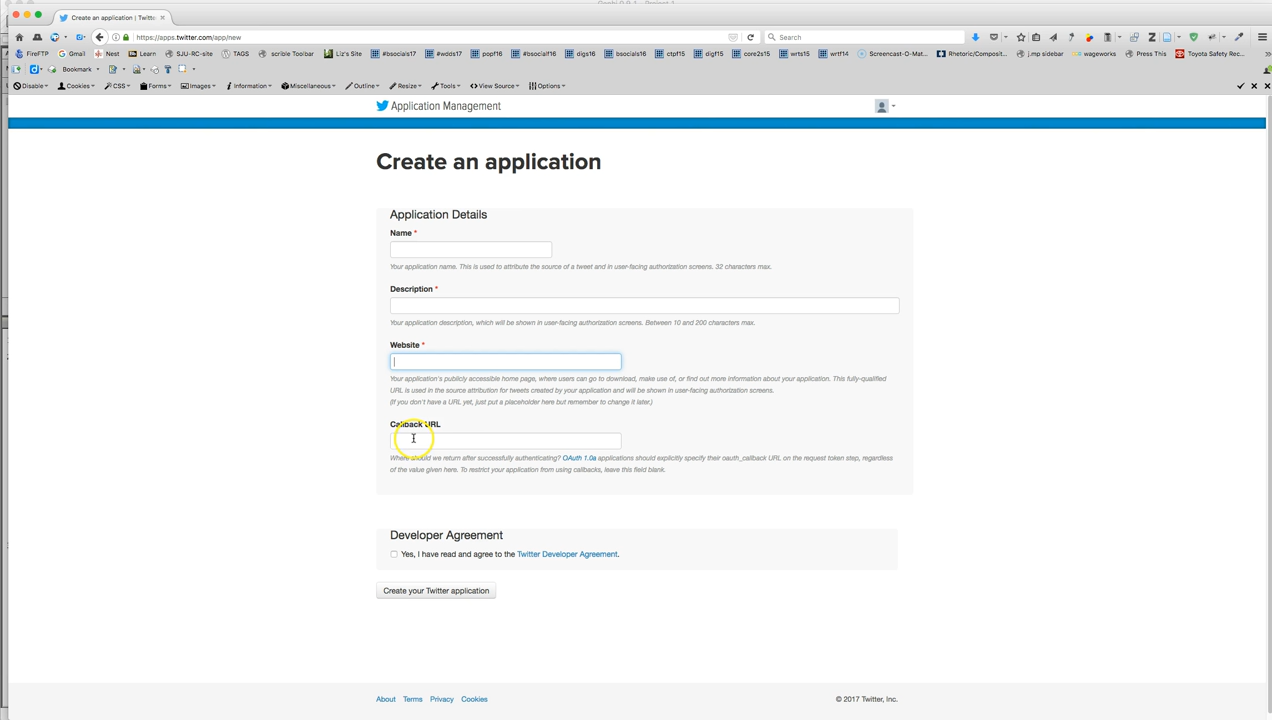 Create an application | Twitte
https://apps.twitter.com/app/new
Search
FireFTP Gmail Nest Learn SJU-RC-site TAGS scrible Toolbar Liz's Site #bsocials17 #wdds17 popf16 #bsocialf16 digs16 bsocials16 ctpf15 digf15 core2s15 wrts15 wrtf14 Screencast-O-Mat... Rhetoric/Composit... j.mp sidebar wageworks Press This Toyota Safety Rec...
Bookmark
Disable Cookies CSS Forms Images Information Miscellaneous Outline Resize Tools View Source Options
Application Management
Create an application
Application Details
Name *
Your application name. This is used to attribute the source of a tweet and in user-facing authorization screens. 32 characters max.
Description *
Your application description, which will be shown in user-facing authorization screens. Between 10 and 200 characters max.
Website *
Your application's publicly accessible home page, where users can go to download, make use of, or find out more information about your application. This fully-qualified
URL is used in the source attribution for tweets created by your application and will be shown in user-facing authorization screens.
(If you don't have a URL yet, just put a placeholder here but remember to change it later.)
Callback URL
Where should we return after successfully authenticating? OAuth 1.0a applications should explicitly specify their oauth_callback URL on the request token step, regardless
of the value given here. To restrict your application from using callbacks, leave this field blank.
Developer Agreement
Yes, I have read and agree to the Twitter Developer Agreement.
Create your Twitter application
About Terms Privacy Cookies
© 2017 Twitter, Inc.